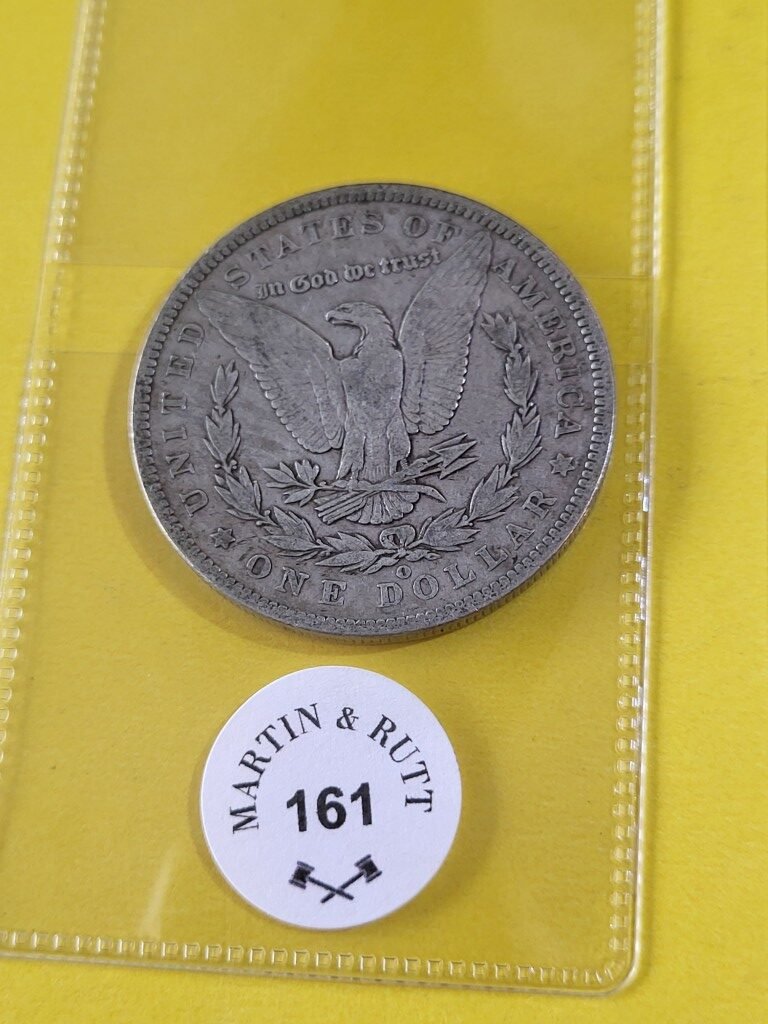 UNITED STATES OF AMERICA
In God we trust
O
ONE DOLLAR
MARTIN & RUTT
161